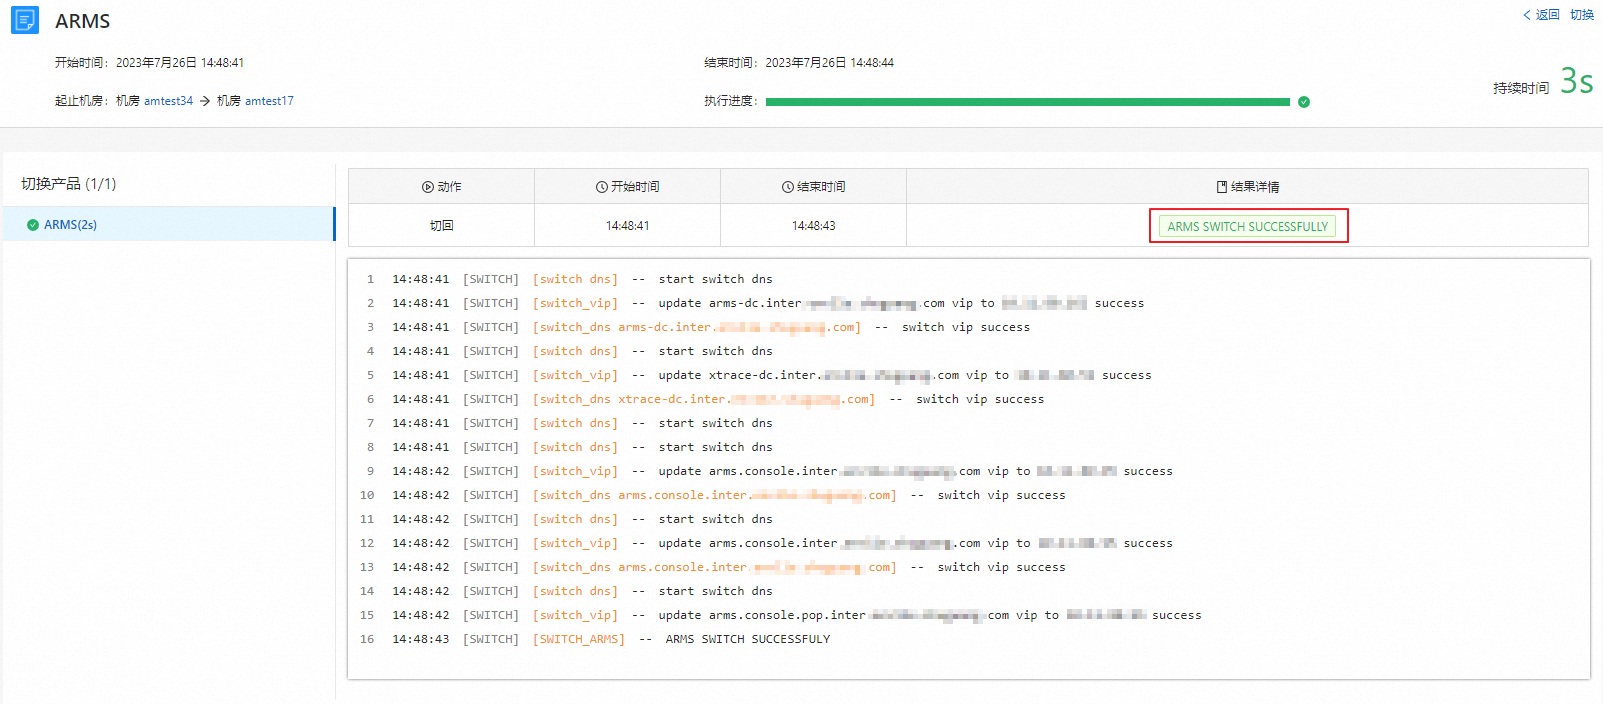 ARMS
返回 切换
开始时间： 2023年7月26日 14:48:41
结束时间： 2023年7月26日 14:48:44
持续时间 3s
起止机房： 机房 amtest34 → 机房 amtest17
执行进度：
切换产品 (1/1)
ARMS(2s)
动作 开始时间 结束时间 结果详情
切回 14:48:41 14:48:43 ARMS SWITCH SUCCESSFULLY
1 14:48:41 [SWITCH] [switch dns] -- start switch dns
2 14:48:41 [SWITCH] [switch_vip] -- update arms-dc.inter. .com vip to success
3 14:48:41 [SWITCH] [switch_dns arms-dc.inter. .com] -- switch vip success
4 14:48:41 [SWITCH] [switch dns] -- start switch dns
5 14:48:41 [SWITCH] [switch_vip] -- update xtrace-dc.inter. .com vip to success
6 14:48:41 [SWITCH] [switch_dns xtrace-dc.inter. .com] -- switch vip success
7 14:48:41 [SWITCH] [switch dns] -- start switch dns
8 14:48:41 [SWITCH] [switch dns] -- start switch dns
9 14:48:42 [SWITCH] [switch_vip] -- update arms.console.inter .com vip to success
10 14:48:42 [SWITCH] [switch_dns arms.console.inter. .com] -- switch vip success
11 14:48:42 [SWITCH] [switch dns] -- start switch dns
12 14:48:42 [SWITCH] [switch_vip] -- update arms.console.inter .com vip to success
13 14:48:42 [SWITCH] [switch_dns arms.console.inter. com] -- switch vip success
14 14:48:42 [SWITCH] [switch dns] -- start switch dns
15 14:48:42 [SWITCH] [switch_vip] -- update arms.console.pop.inter .com vip to success
16 14:48:43 [SWITCH] [SWITCH_ARMS] -- ARMS SWITCH SUCCESSFULY